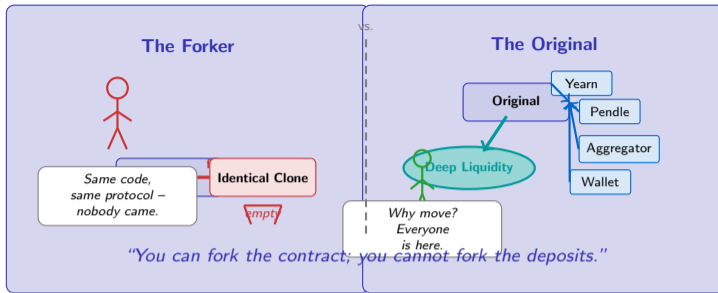 The Forker
Same code,
same protocol –
nobody came.
Identical Clone
empty
vs.
The Original
Original
Yearn
Pendle
Aggregator
Wallet
Deep Liquidity
Why move?
Everyone
is here.
“You can fork the contract; you cannot fork the deposits.”